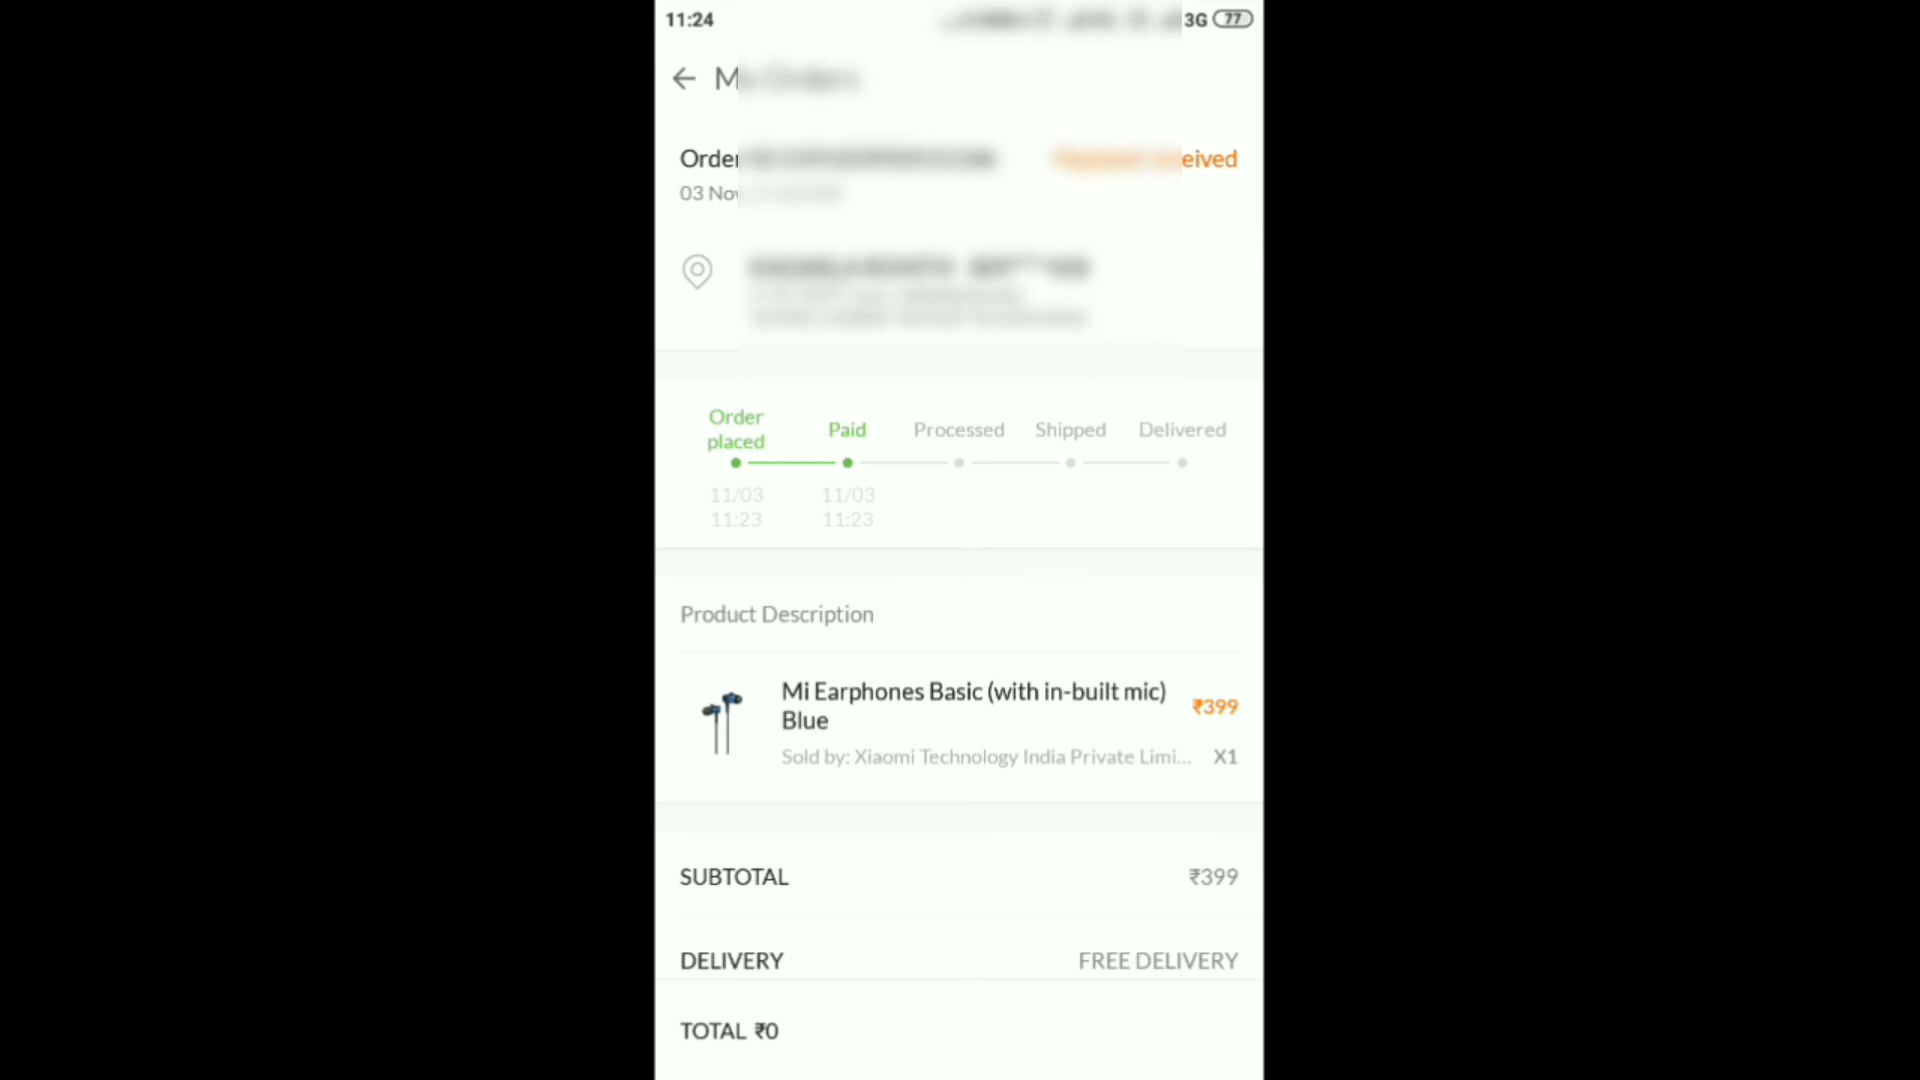 11:24 3G 77
M
Order eived
03 Nov
Order placed Paid Processed Shipped Delivered
11/03 11/03
11:23 11:23
Product Description
Mi Earphones Basic (with in-built mic)
Blue
₹399
Sold by: Xiaomi Technology India Private Limi... X1
SUBTOTAL ₹399
DELIVERY FREE DELIVERY
TOTAL ₹0